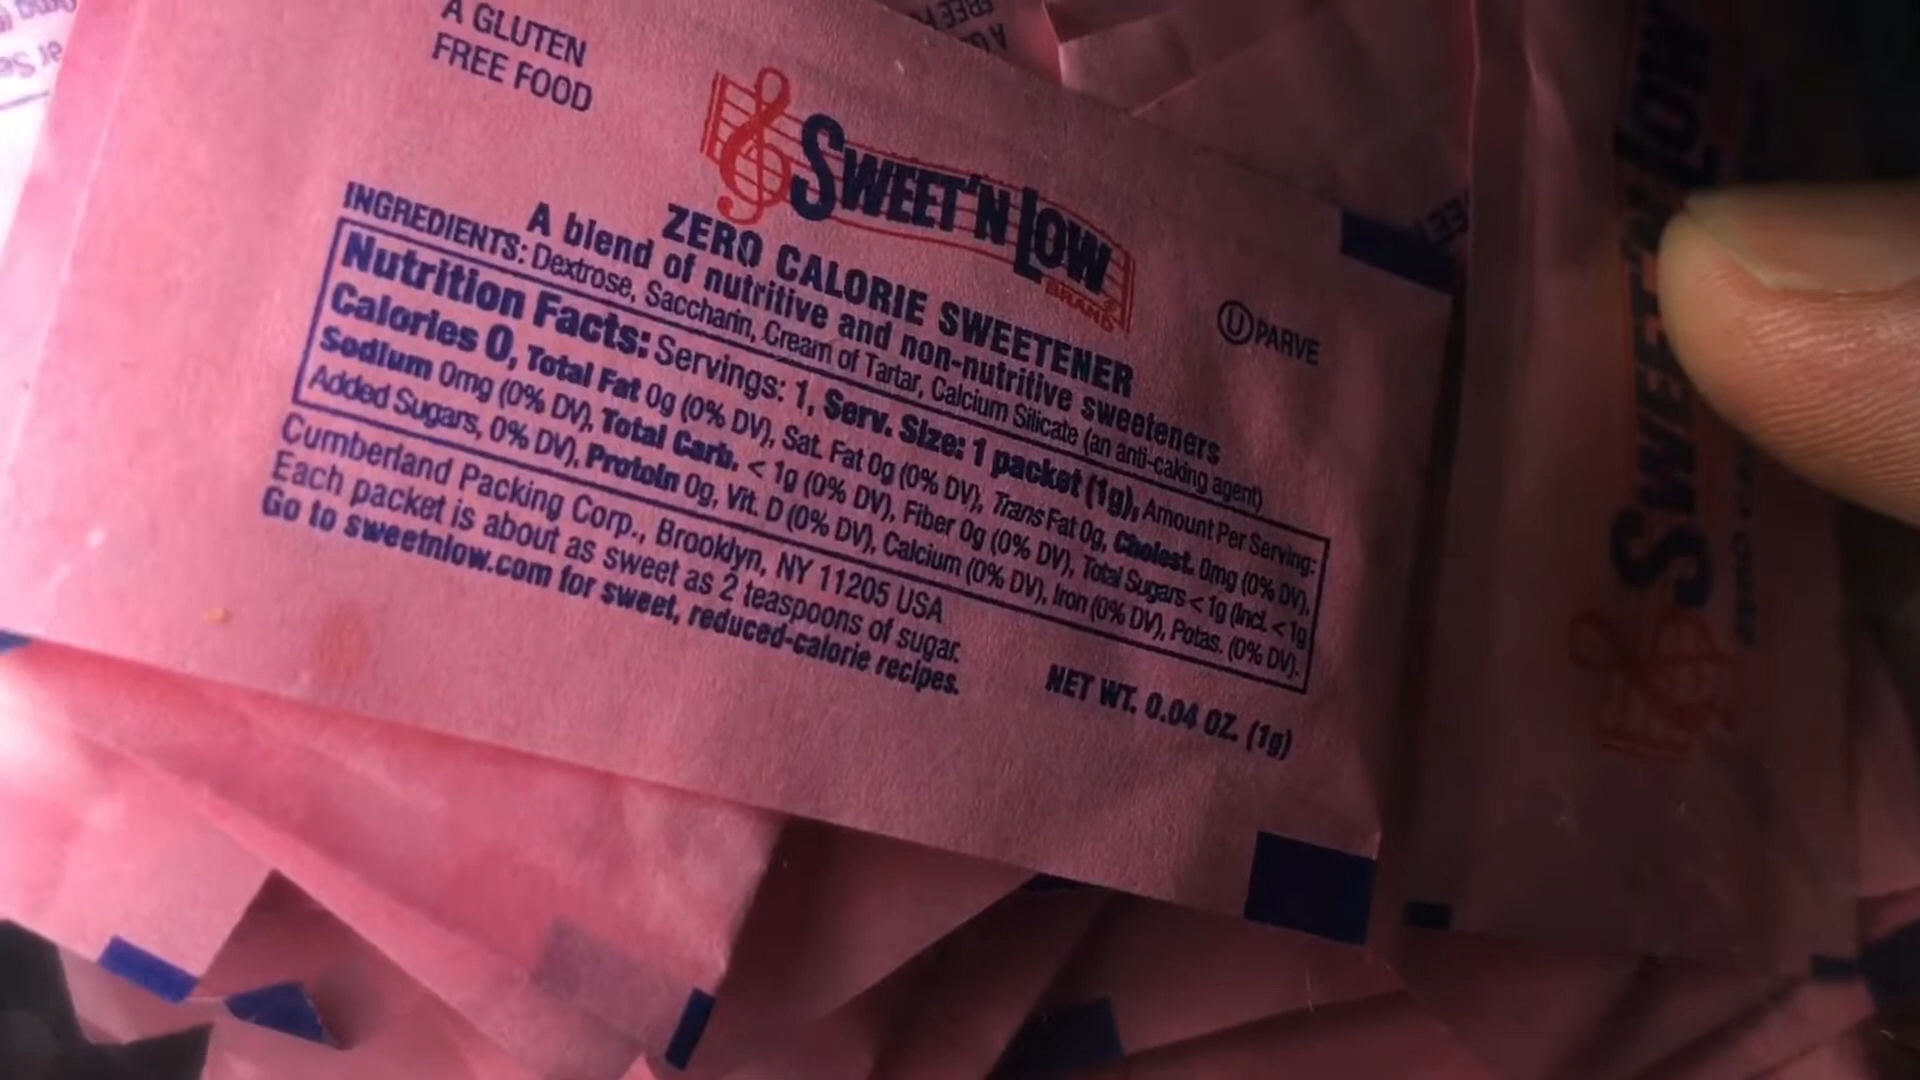 A GLUTEN
FREE FOOD
SWEET'N LOW
BRAND®
ZERO CALORIE SWEETENER
A blend of nutritive and non-nutritive sweeteners
U PARVE
INGREDIENTS: Dextrose, Saccharin, Cream of Tartar, Calcium Silicate (an anti-caking agent)
Nutrition Facts: Servings: 1, Serv. Size: 1 packet (1g), Amount Per Serving:
Calories 0, Total Fat 0g (0% DV), Sat. Fat 0g (0% DV), Trans Fat 0g, Cholest. 0mg (0% DV),
Sodium 0mg (0% DV), Total Carb. < 1g (0% DV), Fiber 0g (0% DV), Total Sugars < 1g (Incl. < 1g
Added Sugars, 0% DV), Protein 0g, Vit. D (0% DV), Calcium (0% DV), Iron (0% DV), Potas. (0% DV).
Cumberland Packing Corp., Brooklyn, NY 11205 USA
Each packet is about as sweet as 2 teaspoons of sugar.
Go to sweetnlow.com for sweet, reduced-calorie recipes.
NET WT. 0.04 OZ. (1g)
SWEET'N LOW